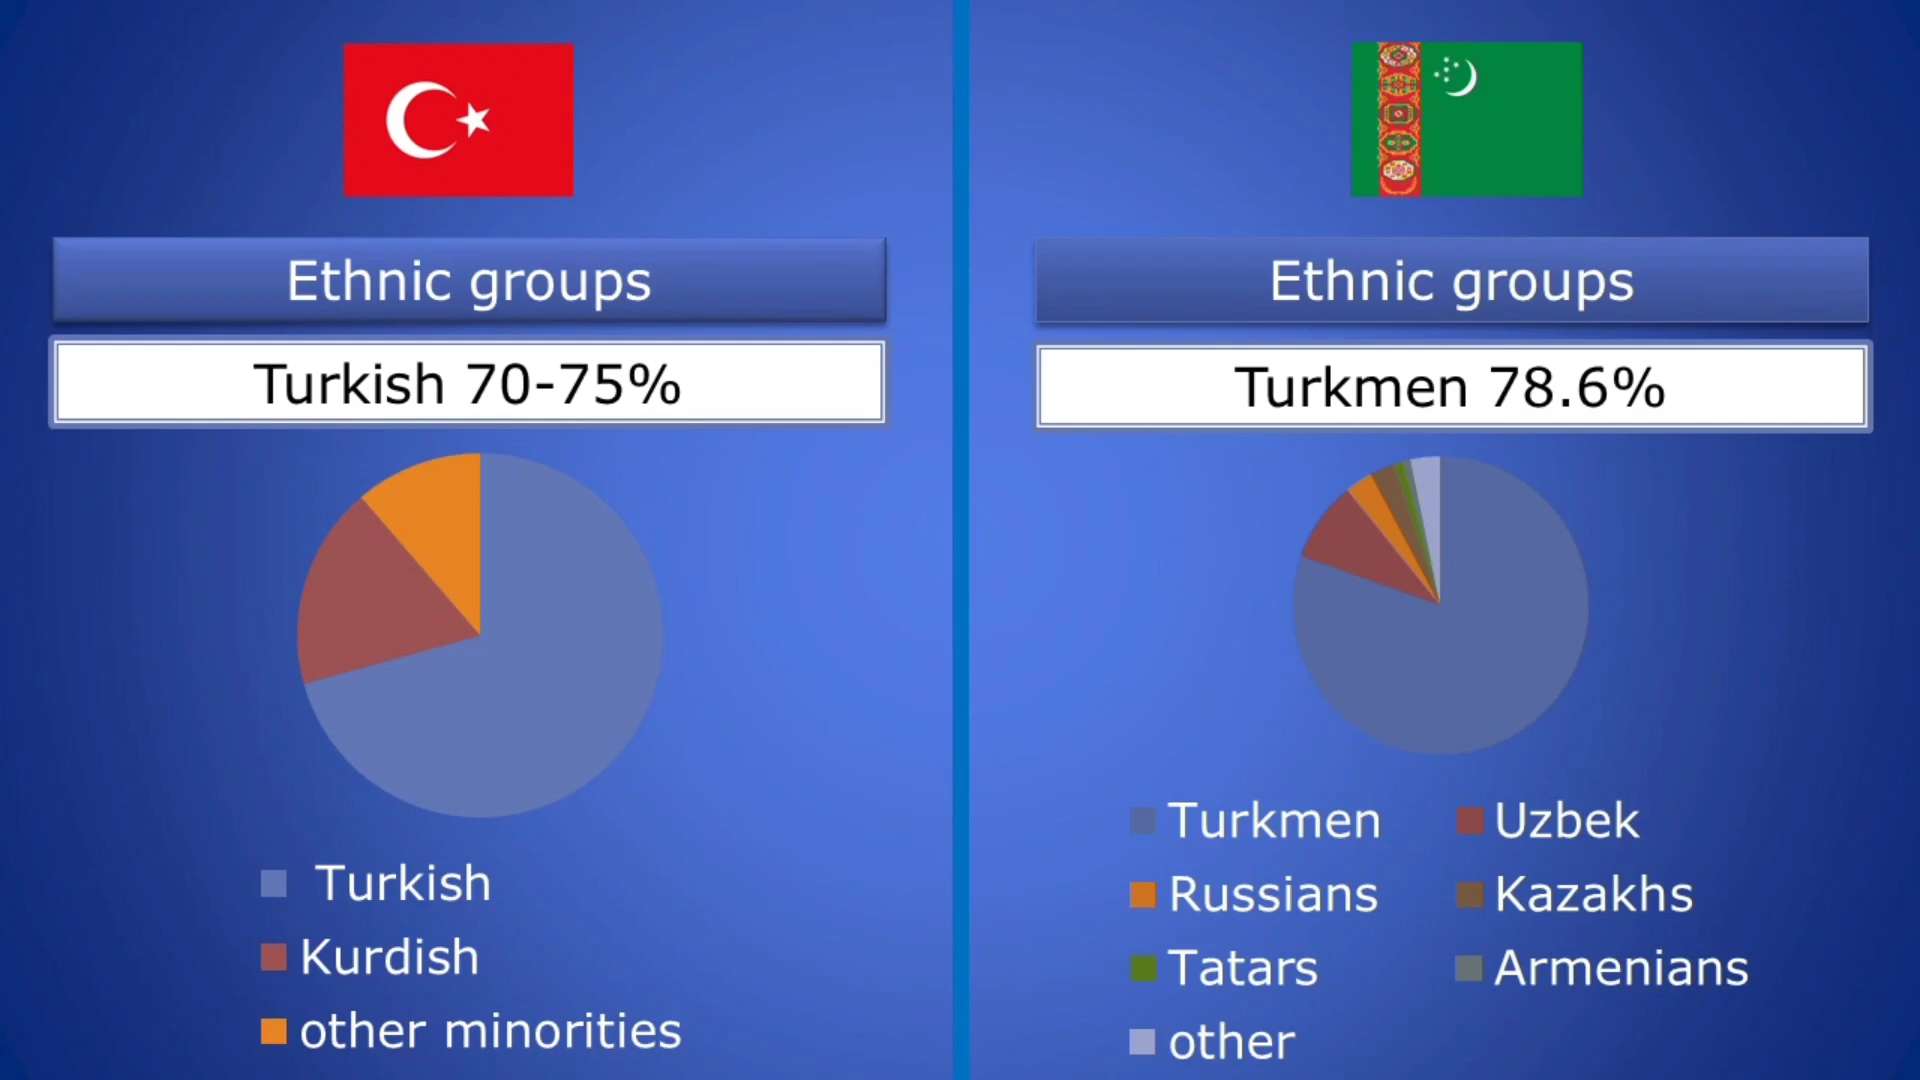 Ethnic groups
Turkish 70-75%
Turkish
Kurdish
other minorities
Ethnic groups
Turkmen 78.6%
Turkmen
Uzbek
Russians
Kazakhs
Tatars
Armenians
other